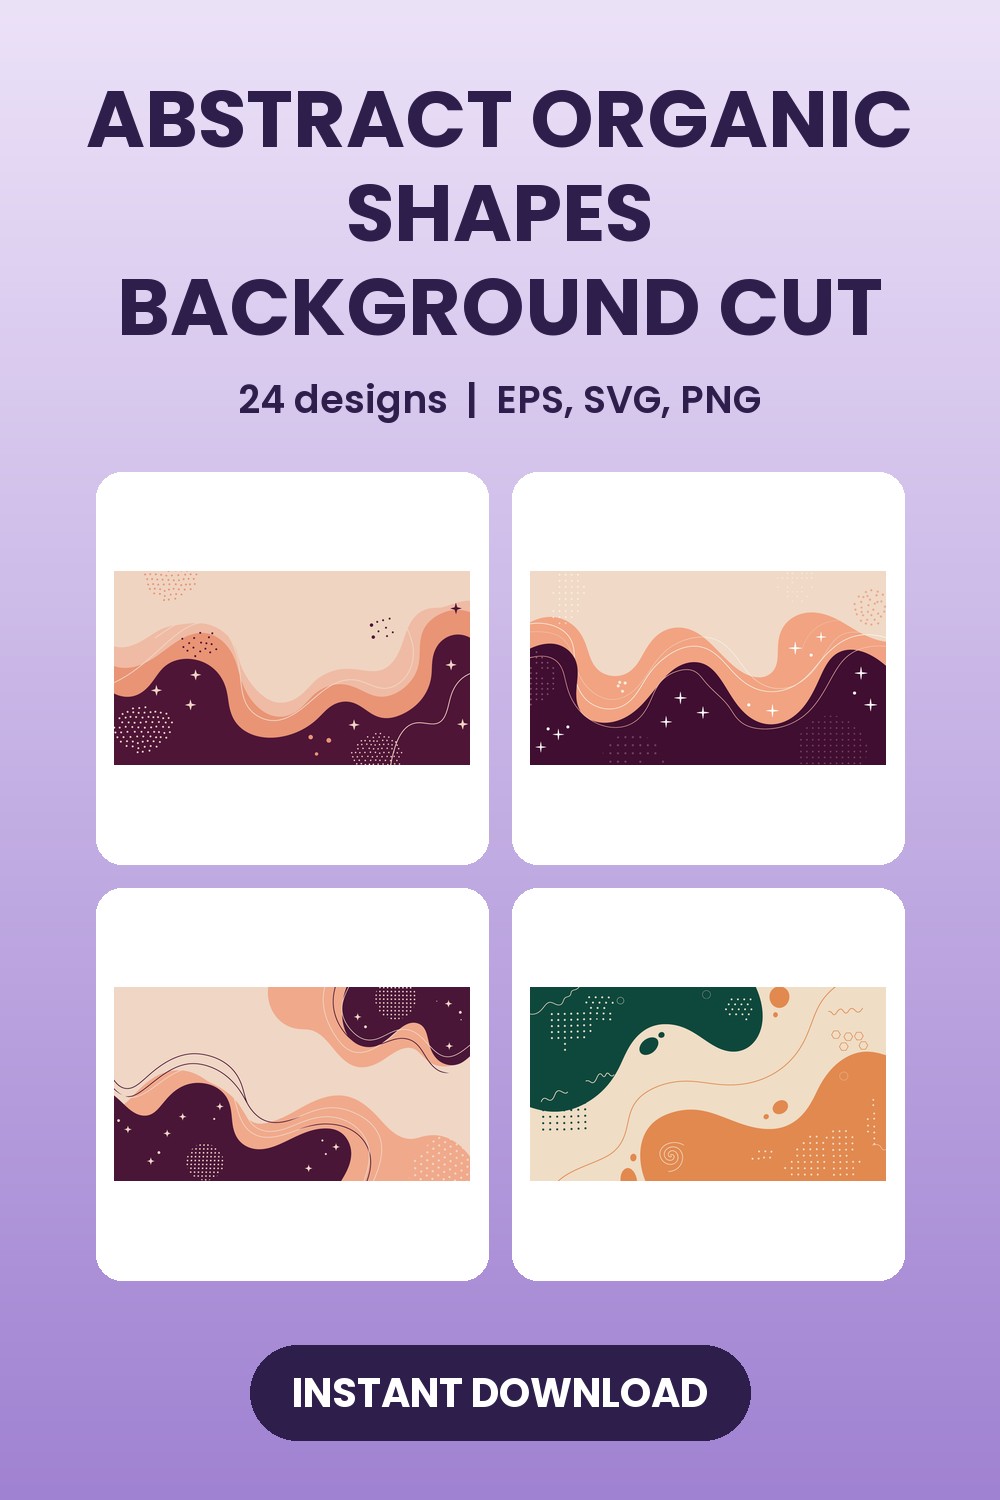 ABSTRACT ORGANIC
SHAPES
BACKGROUND CUT
24 designs | EPS, SVG, PNG
INSTANT DOWNLOAD